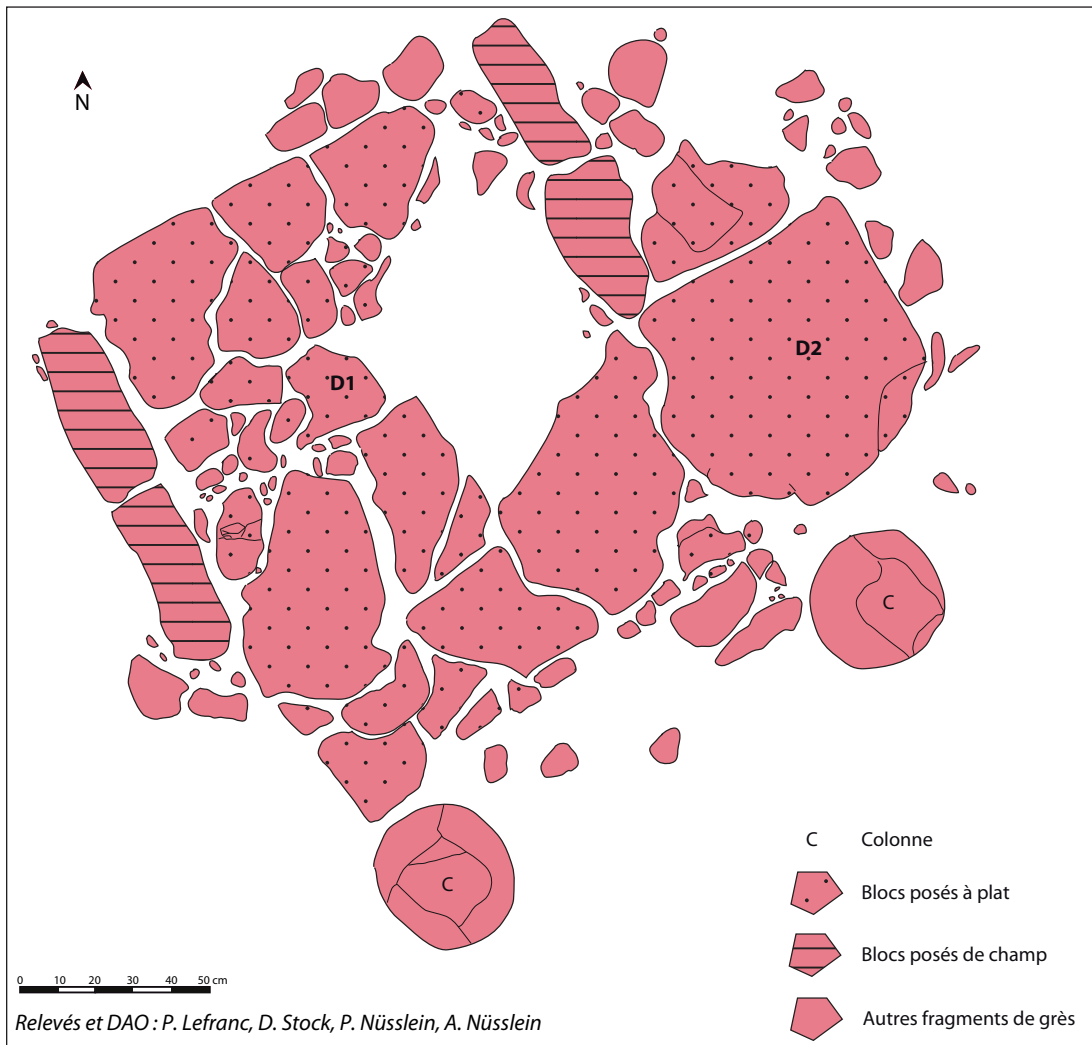 N
D2
D1
C
C
C Colonne
Blocs posés à plat
Blocs posés de champ
Autres fragments de grès
0 10 20 30 40 50 cm
Relevés et DAO : P. Lefranc, D. Stock, P. Nüsslein, A. Nüsslein